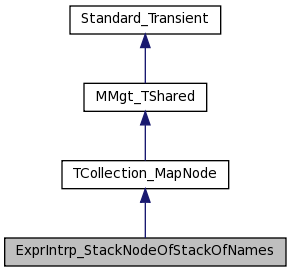 Standard_Transient
MMgt_TShared
TCollection_MapNode
ExprIntrp_StackNodeOfStackOfNames